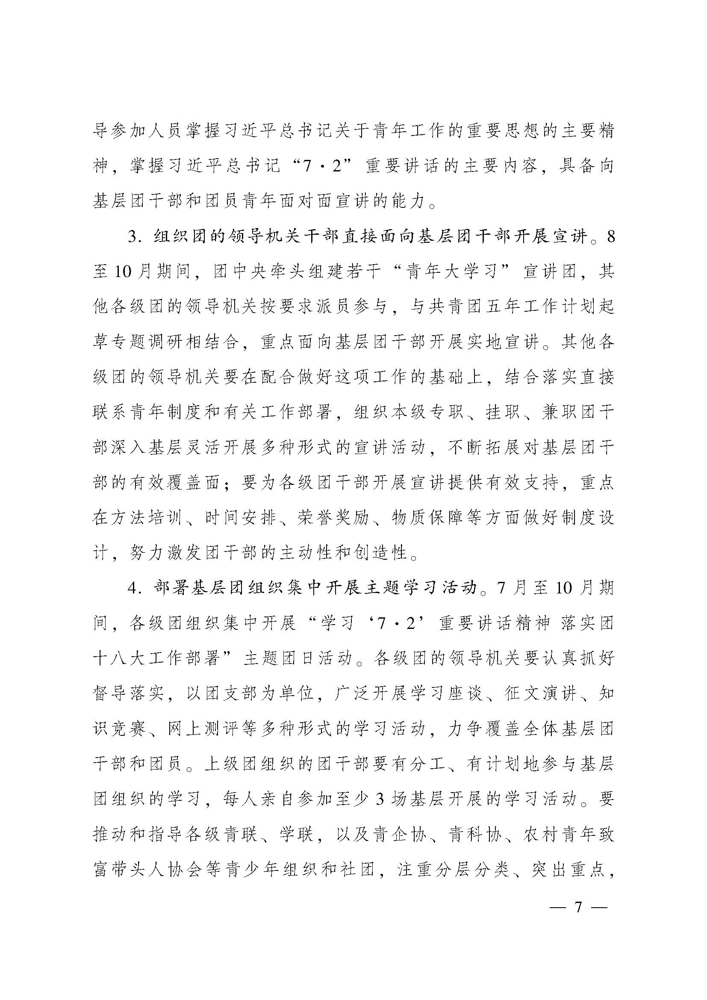 导参加人员掌握习近平总书记关于青年工作的重要思想的主要精
神，掌握习近平总书记“7·2”重要讲话的主要内容，具备向
基层团干部和团员青年面对面宣讲的能力。
3. 组织团的领导机关干部直接面向基层团干部开展宣讲。8
至 10 月期间，团中央牵头组建若干“青年大学习”宣讲团，其
他各级团的领导机关按要求派员参与，与共青团五年工作计划起
草专题调研相结合，重点面向基层团干部开展实地宣讲。其他各
级团的领导机关要在配合做好这项工作的基础上，结合落实直接
联系青年制度和有关工作部署，组织本级专职、挂职、兼职团干
部深入基层灵活开展多种形式的宣讲活动，不断拓展对基层团干
部的有效覆盖面；要为各级团干部开展宣讲提供有效支持，重点
在方法培训、时间安排、荣誉奖励、物质保障等方面做好制度设
计，努力激发团干部的主动性和创造性。
4. 部署基层团组织集中开展主题学习活动。7 月至 10 月期
间，各级团组织集中开展“学习‘7·2’重要讲话精神 落实团
十八大工作部署”主题团日活动。各级团的领导机关要认真抓好
督导落实，以团支部为单位，广泛开展学习座谈、征文演讲、知
识竞赛、网上测评等多种形式的学习活动，力争覆盖全体基层团
干部和团员。上级团组织的团干部要有分工、有计划地参与基层
团组织的学习，每人亲自参加至少 3 场基层开展的学习活动。要
推动和指导各级青联、学联，以及青企协、青科协、农村青年致
富带头人协会等青少年组织和社团，注重分层分类、突出重点，
— 7 —